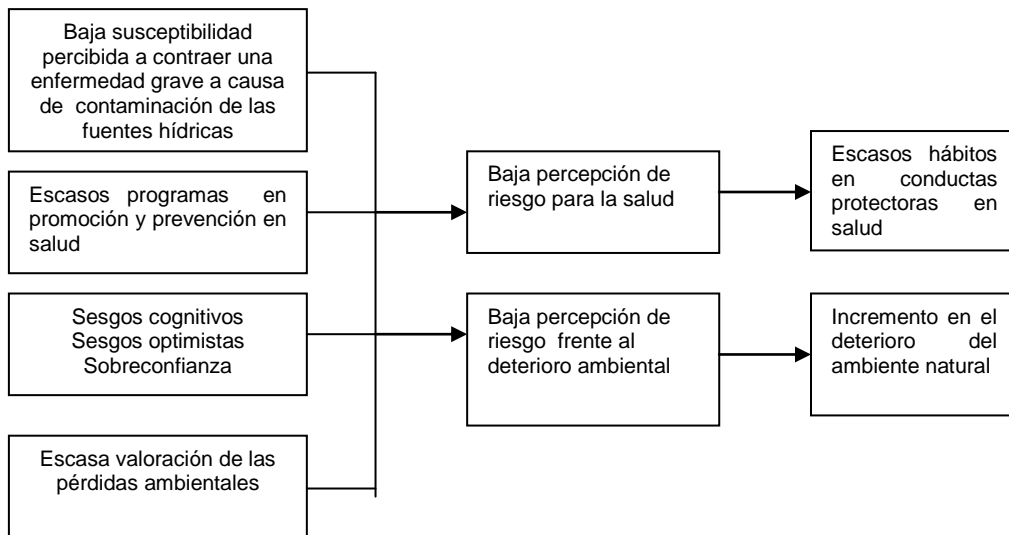 Baja susceptibilidad
percibida a contraer una
enfermedad grave a causa
de contaminación de las
fuentes hídricas
Escasos programas en
promoción y prevención en
salud
Sesgos cognitivos
Sesgos optimistas
Sobreconfianza
Escasa valoración de las
pérdidas ambientales
Baja percepción de
riesgo para la salud
Baja percepción de
riesgo frente al
deterioro ambiental
Escasos hábitos
en conductas
protectoras en
salud
Incremento en el
deterioro del
ambiente natural